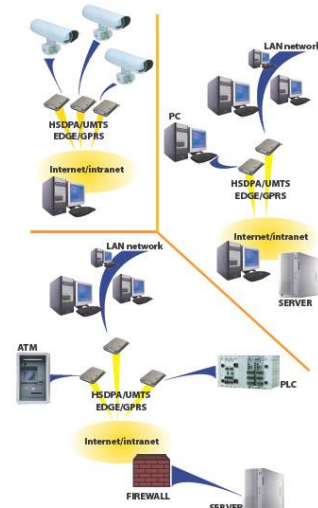 HSDPA/UMTS
EDGE/GPRS
Internet/intranet
LAN network
PC
HSDPA/UMTS
EDGE/GPRS
Internet/intranet
SERVER
LAN network
ATM
HSDPA/UMTS
EDGE/GPRS
PLC
Internet/intranet
FIREWALL
SERVER